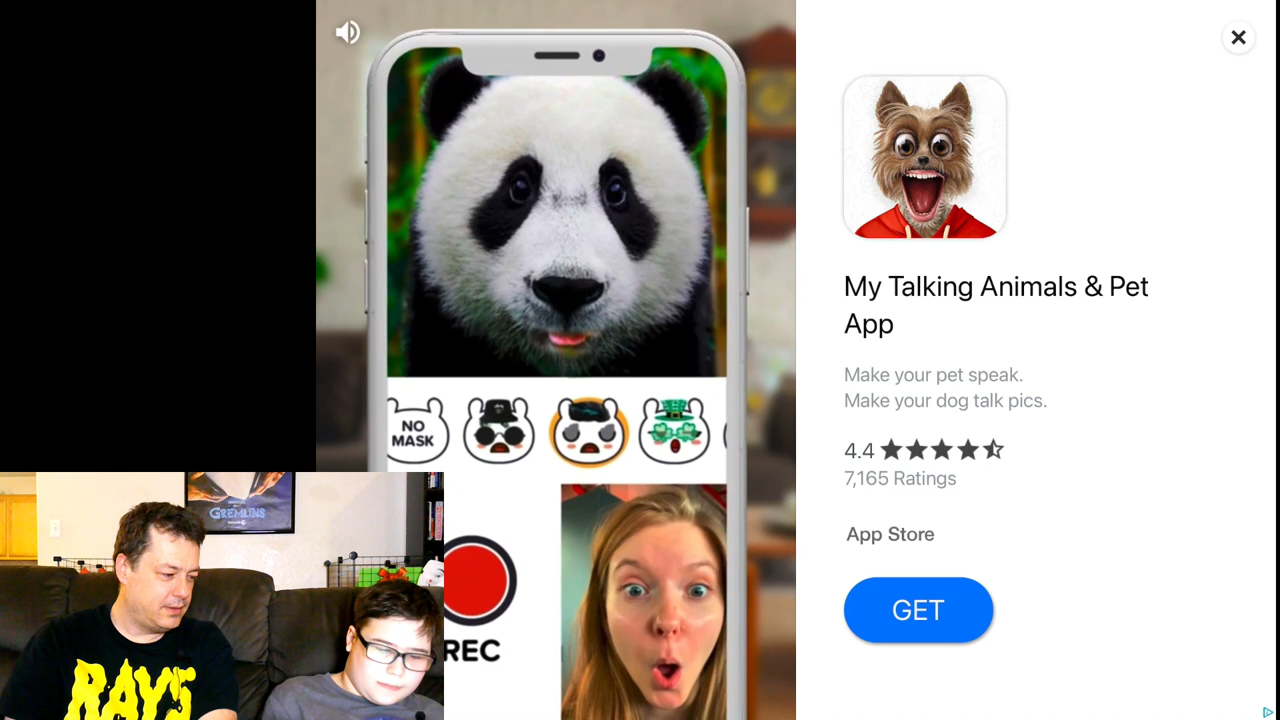 My Talking Animals & Pet
App
Make your pet speak.
Make your dog talk pics.
4.4
7,165 Ratings
App Store
GET
NO
MASK
REC
GREMLINS
RAY'S